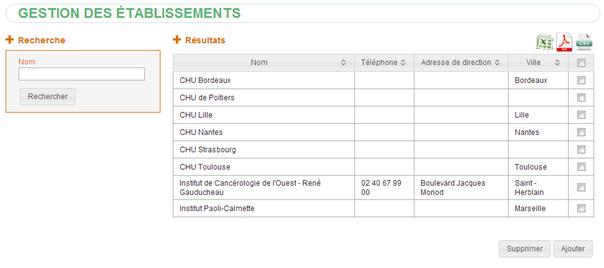 GESTION DES ÉTABLISSEMENTS
Recherche
Nom
Rechercher
Résultats
PDF
CSV
Nom Téléphone Adresse de direction Ville
CHU Bordeaux Bordeaux
CHU de Poitiers
CHU Lille Lille
CHU Nantes Nantes
CHU Strasbourg
CHU Toulouse Toulouse
Institut de Cancérologie de l'Ouest - René 02 40 67 99 Boulevard Jacques Saint -
Gauducheau 00 Monod Herblain
Institut Paoli-Calmette Marseille
Supprimer Ajouter